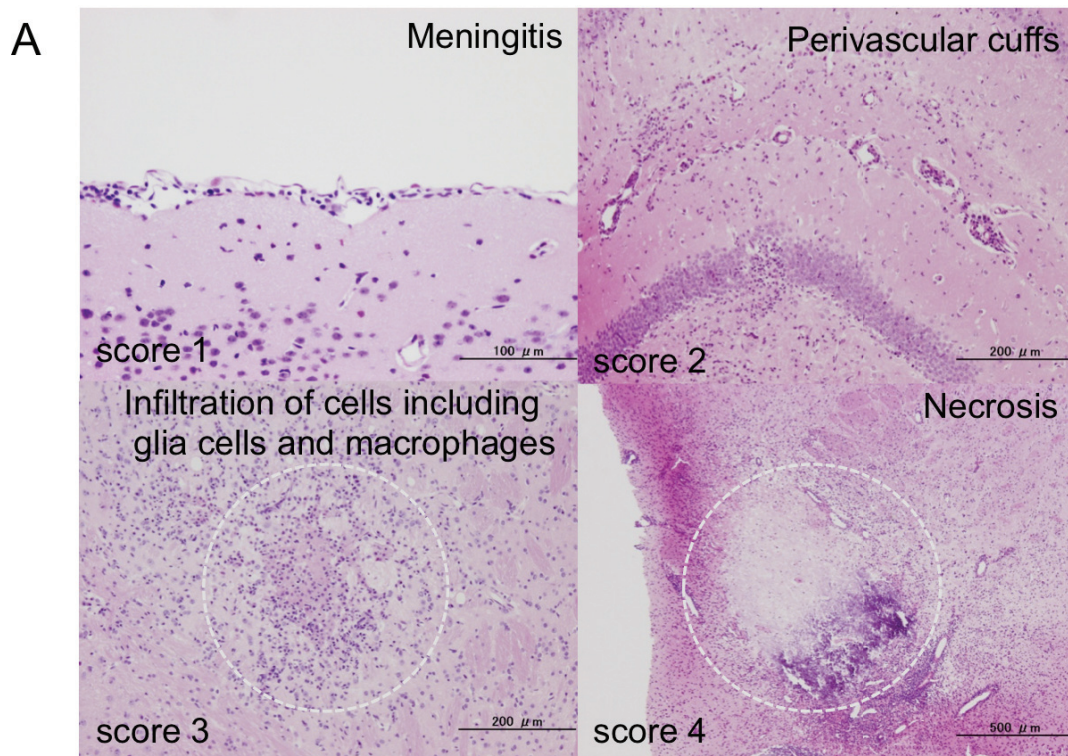 A
Meningitis
score 1
100 μm
Perivascular cuffs
score 2
200 μm
Infiltration of cells including
glia cells and macrophages
score 3
200 μm
Necrosis
score 4
500 μm